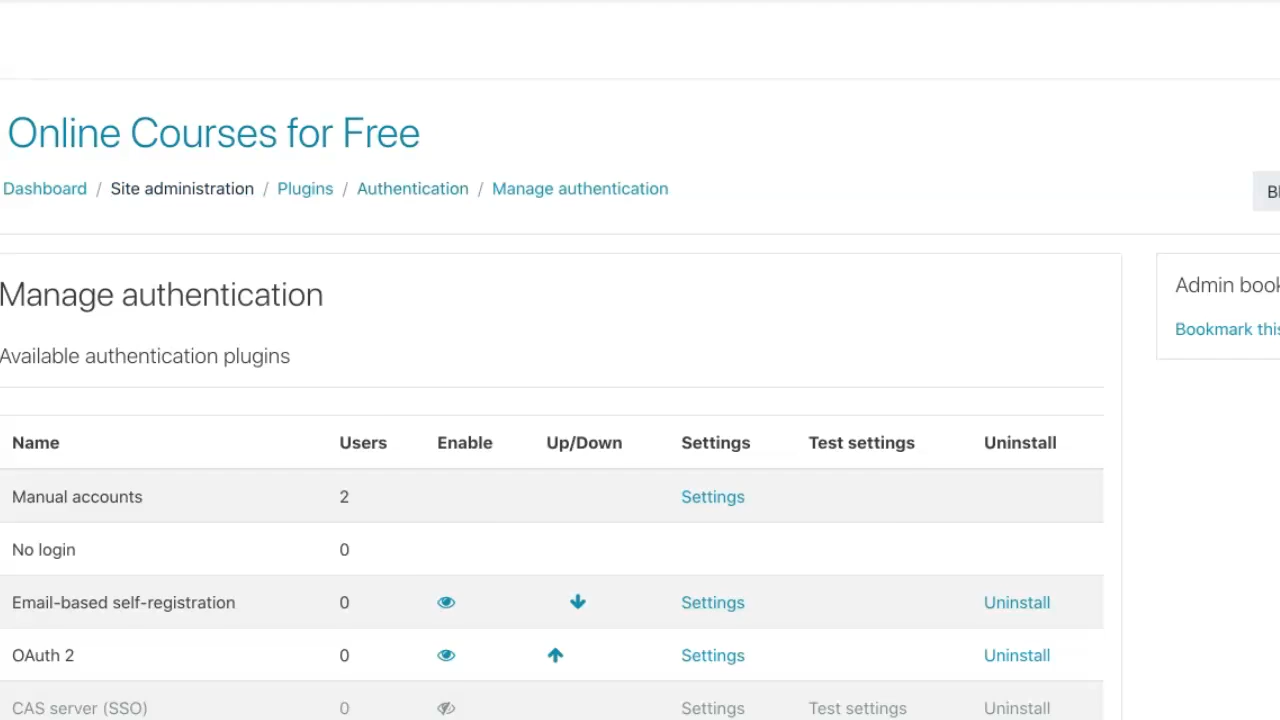 Online Courses for Free
Dashboard / Site administration / Plugins / Authentication / Manage authentication
Manage authentication
Available authentication plugins
Admin
Bookmark
Name Users Enable Up/Down Settings Test settings Uninstall
Manual accounts 2 Settings
No login 0
Email-based self-registration 0 Settings Uninstall
OAuth 2 0 Settings Uninstall
CAS server (SSO) 0 Settings Test settings Uninstall